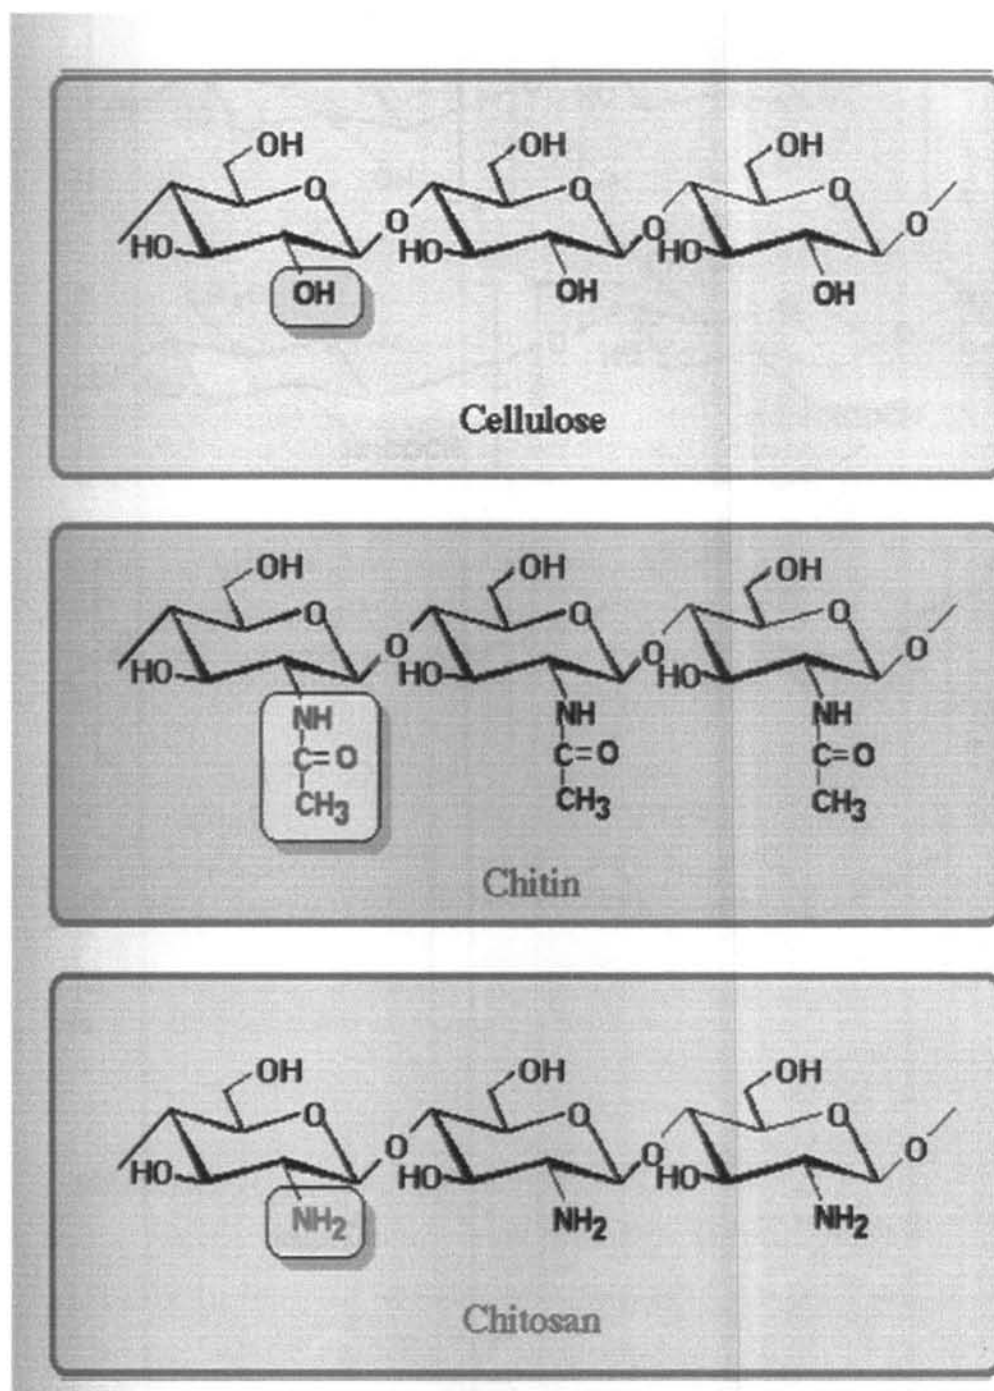 OH OH OH
O O O
O O O
HO HO HO
OH OH OH
Cellulose
OH OH OH
O O O
O O O
HO HO HO
NH NH NH
C=O C=O C=O
CH3 CH3 CH3
Chitin
OH OH OH
O O O
O O O
HO HO HO
NH2 NH2 NH2
Chitosan